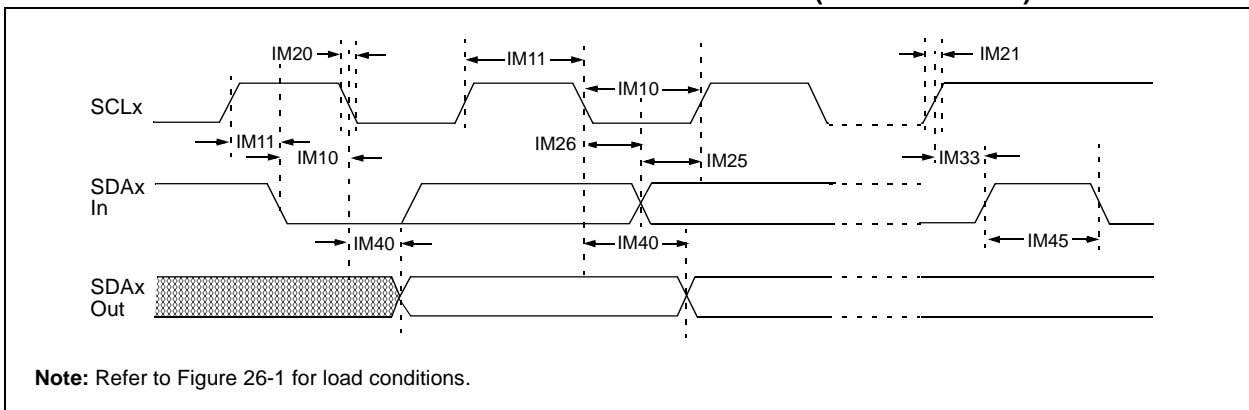 IM20
IM11
IM21
SCLx
IM10
IM11
IM10
IM26
IM25
IM33
SDAx
In
IM40
IM40
IM45
SDAx
Out
Note: Refer to Figure 26-1 for load conditions.